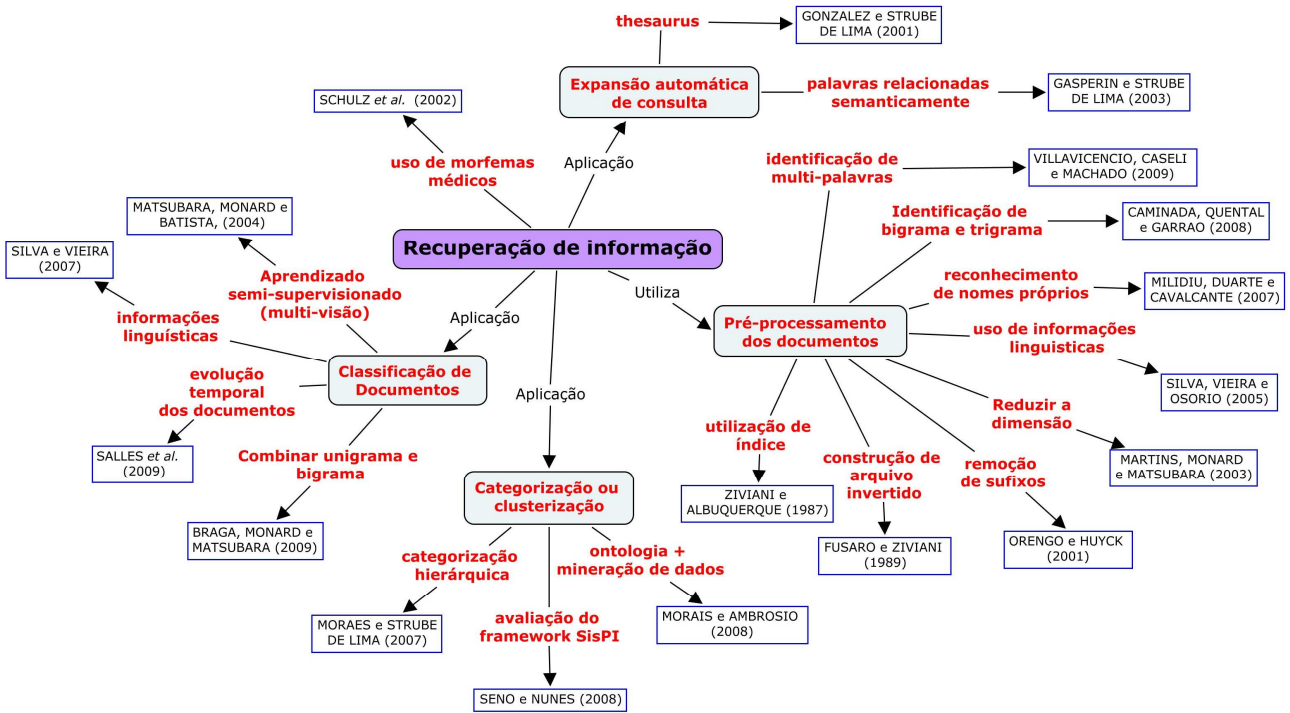 thesaurus
GONZALEZ e STRUBE
DE LIMA (2001)
Expansão automática
de consulta
palavras relacionadas
semanticamente
GASPERIN e STRUBE
DE LIMA (2003)
SCHULZ et al. (2002)
uso de morfemas
médicos
Aplicação
identificação de
multi-palavras
VILLAVICENCIO, CASELI
e MACHADO (2009)
MATSUBARA, MONARD e
BATISTA, (2004)
Identificação de
bigrama e trigrama
CAMINADA, QUENTAL
e GARRAO (2008)
SILVA e VIEIRA
(2007)
Recuperação de informação
Aprendizado
semi-supervisionado
(multi-visão)
Utiliza
reconhecimento
de nomes próprios
MILIDIU, DUARTE e
CAVALCANTE (2007)
informações
linguísticas
Aplicação
Pré-processamento
dos documentos
uso de informações
linguisticas
evolução
temporal
dos documentos
Classificação de
Documentos
Aplicação
SILVA, VIEIRA e
OSORIO (2005)
Reduzir a
dimensão
utilização de
índice
SALLES et al.
(2009)
Combinar unigrama e
bigrama
construção de
arquivo
invertido
remoção
de sufixos
MARTINS, MONARD
e MATSUBARA (2003)
Categorização ou
clusterização
ZIVIANI e
ALBUQUERQUE (1987)
BRAGA, MONARD e
MATSUBARA (2009)
categorização
hierárquica
ontologia +
mineração de dados
FUSARO e ZIVIANI
(1989)
ORENGO e HUYCK
(2001)
MORAES e STRUBE
DE LIMA (2007)
avaliação do
framework SisPI
MORAIS e AMBROSIO
(2008)
SENO e NUNES (2008)